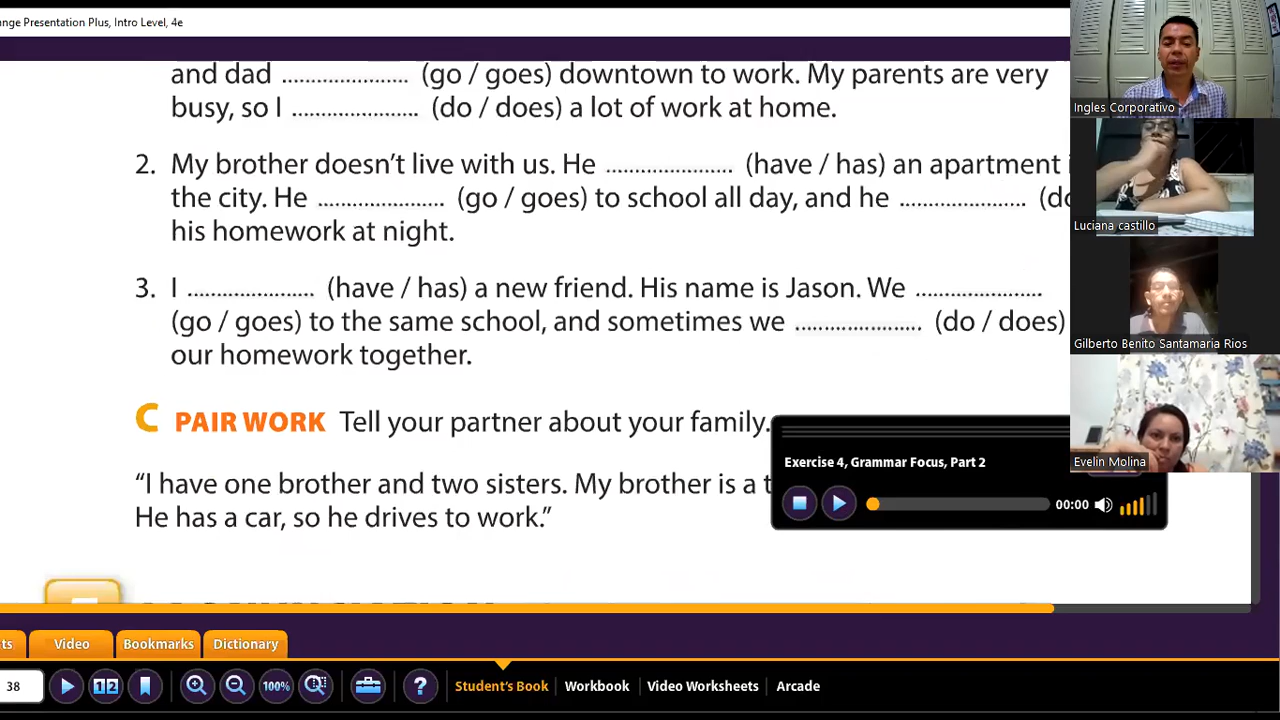 nge Presentation Plus, Intro Level, 4e
and dad ...................... (go / goes) downtown to work. My parents are very
busy, so I ...................... (do / does) a lot of work at home.
2. My brother doesn't live with us. He ...................... (have / has) an apartment i
the city. He ...................... (go / goes) to school all day, and he ...................... (do
his homework at night.
3. I ...................... (have / has) a new friend. His name is Jason. We ......................
(go / goes) to the same school, and sometimes we ...................... (do / does)
our homework together.
C PAIR WORK Tell your partner about your family.
"I have one brother and two sisters. My brother is a t
He has a car, so he drives to work."
Exercise 4, Grammar Focus, Part 2
00:00
Ingles Corporativo
Luciana castillo
Gilberto Benito Santamaria Rios
Evelin Molina
ts Video Bookmarks Dictionary
38 12 100% ? Student's Book Workbook Video Worksheets Arcade